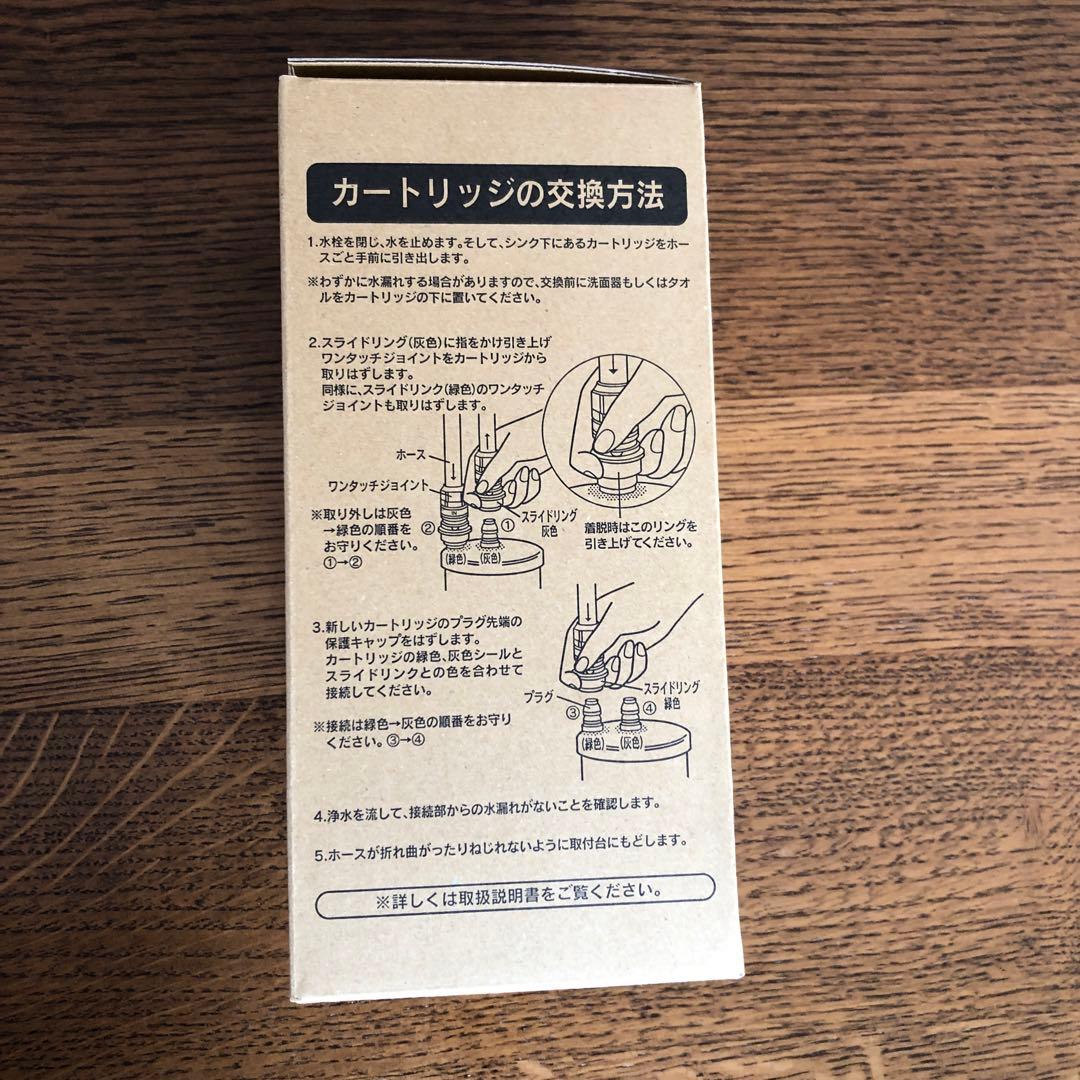 カートリッジの交換方法
1.水栓を閉じ、水を止めます。そして、シンク下にあるカートリッジをホー
スごと手前に引き出します。
※わずかに水漏れする場合がありますので、交換前に洗面器もしくはタオ
ルをカートリッジの下に置いてください。
2.スライドリング(灰色)に指をかけ引き上げ
ワンタッチジョイントをカートリッジから
取りはずします。
同様に、スライドリンク(緑色)のワンタッチ
ジョイントも取りはずします。
ホース
ワンタッチジョイント
※取り外しは灰色
→緑色の順番を
お守りください。
①→②
②
①
スライドリング
灰色
(緑色)
(灰色)
着脱時はこのリングを
引き上げてください。
3.新しいカートリッジのプラグ先端の
保護キャップをはずします。
カートリッジの緑色、灰色シールと
スライドリンクとの色を合わせて
接続してください。
※接続は緑色→灰色の順番をお守り
ください。③→④
プラグ
③
④
スライドリング
緑色
(緑色)
(灰色)
4.浄水を流して、接続部からの水漏れがないことを確認します。
5.ホースが折れ曲がったりねじれないように取付台にもどします。
※詳しくは取扱説明書をご覧ください。